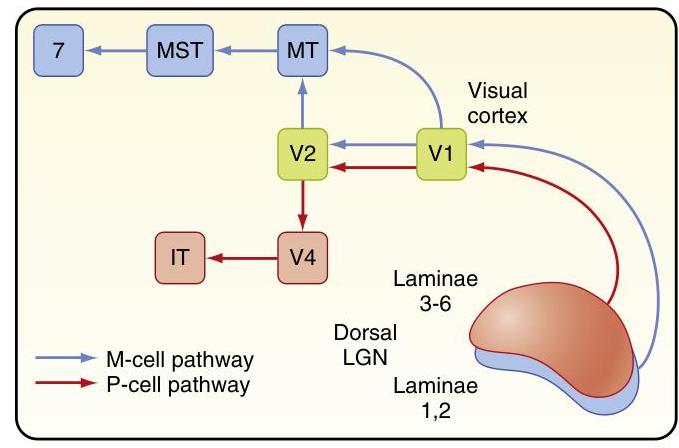 7
MST
MT
Visual
cortex
V2
V1
IT
V4
Laminae
3-6
Dorsal
LGN
Laminae
1,2
M-cell pathway
P-cell pathway